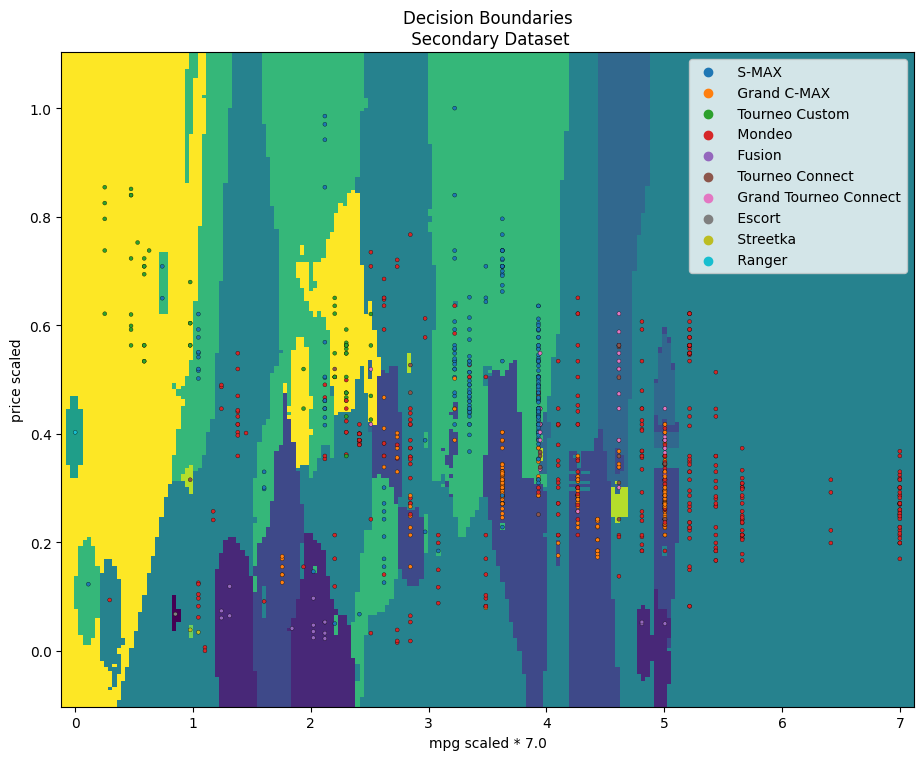 Decision Boundaries
Secondary Dataset
S-MAX
Grand C-MAX
Tourneo Custom
Mondeo
Fusion
Tourneo Connect
Grand Tourneo Connect
Escort
Streetka
Ranger
price scaled
1.0
0.8
0.6
0.4
0.2
0.0
0 1 2 3 4 5 6 7
mpg scaled * 7.0